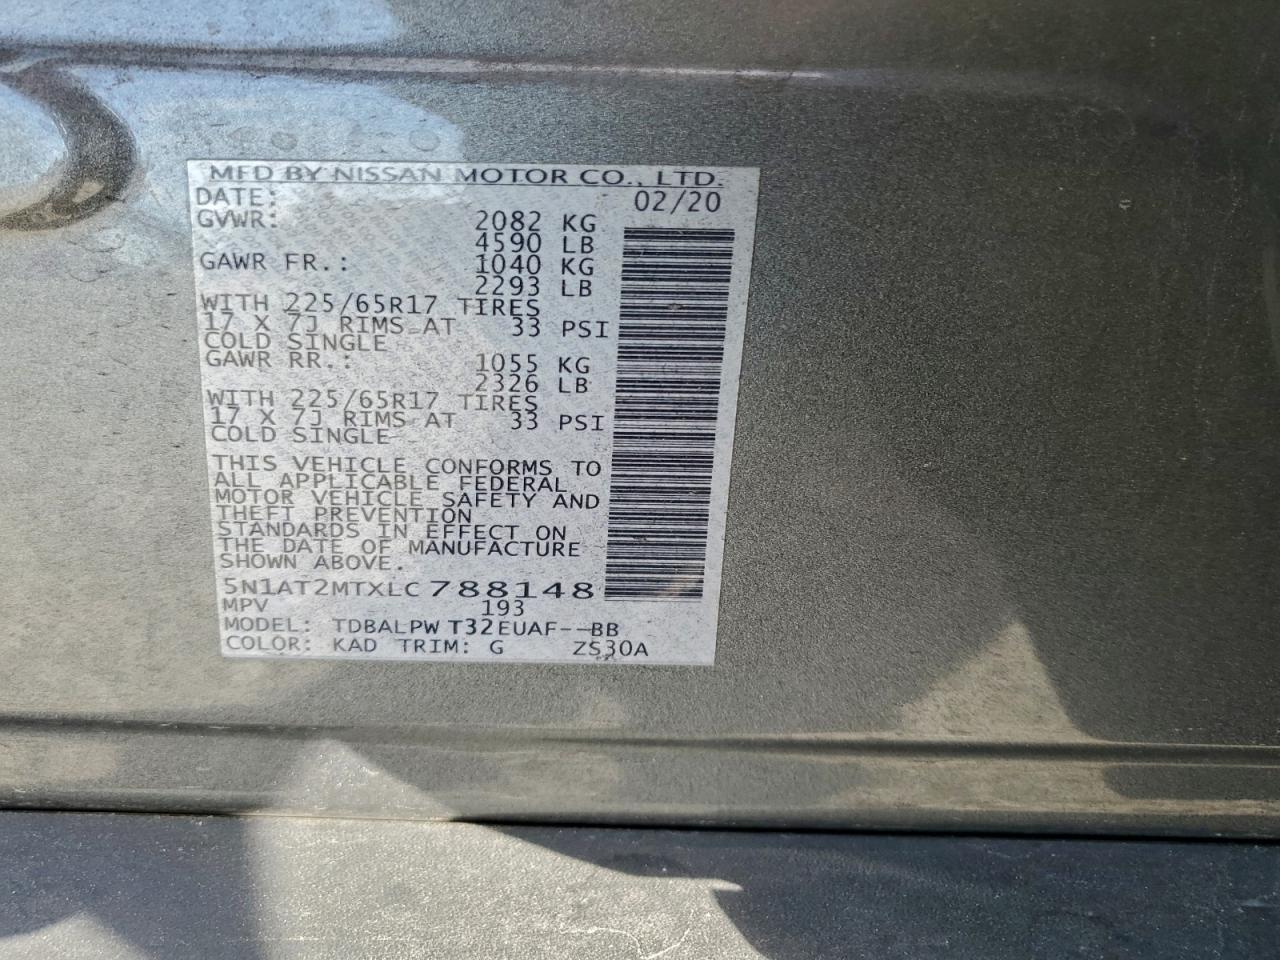 MFD BY NISSAN MOTOR CO., LTD.
DATE: 02/20
GVWR: 2082 KG
4590 LB
GAWR FR.: 1040 KG
2293 LB
WITH 225/65R17 TIRES
17 X 7J RIMS AT 33 PSI
COLD SINGLE
GAWR RR.: 1055 KG
2326 LB
WITH 225/65R17 TIRES
17 X 7J RIMS AT 33 PSI
COLD SINGLE
THIS VEHICLE CONFORMS TO
ALL APPLICABLE FEDERAL
MOTOR VEHICLE SAFETY AND
THEFT PREVENTION
STANDARDS IN EFFECT ON
THE DATE OF MANUFACTURE
SHOWN ABOVE.
5N1AT2MTXLC788148
MPV 193
MODEL: TDBALPW T32EUAF--BB
COLOR: KAD TRIM: G ZS30A